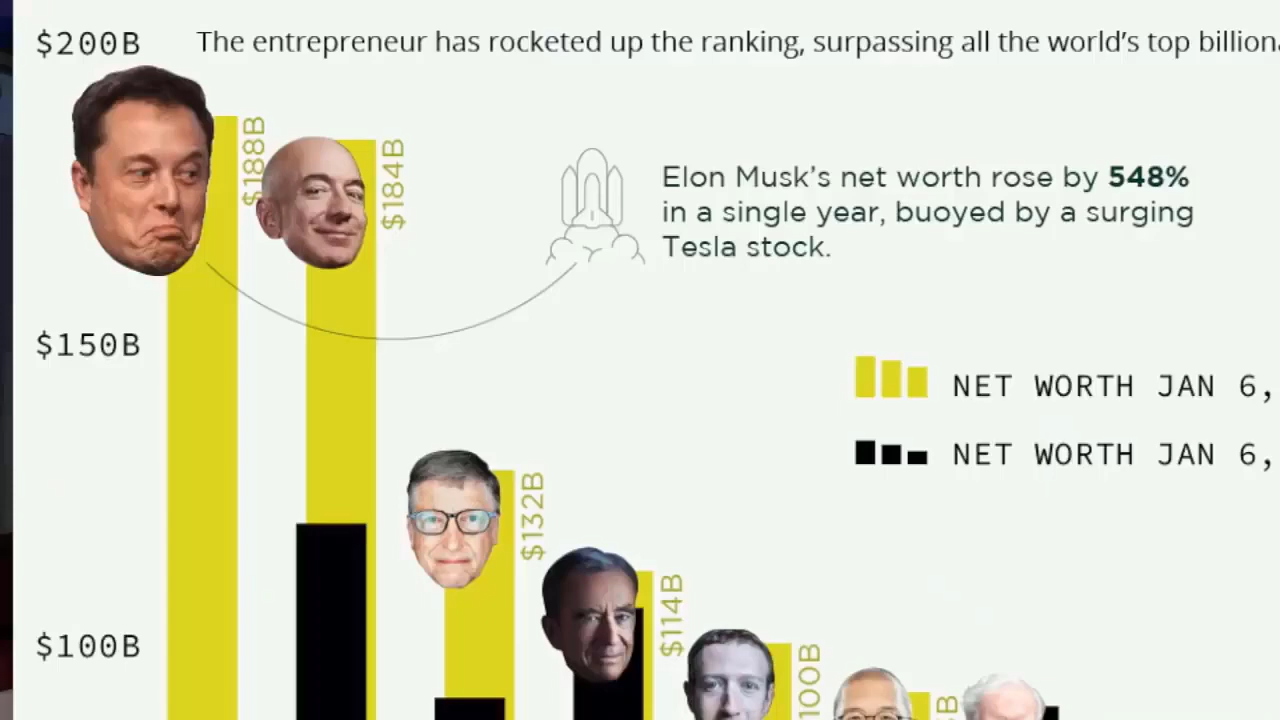 $200B
The entrepreneur has rocketed up the ranking, surpassing all the world's top
$188B
$184B
Elon Musk's net worth rose by 548%
in a single year, buoyed by a surging
Tesla stock.
$150B
NET WORTH JAN 6,
NET WORTH JAN 6,
$132B
$114B
$100B
100B